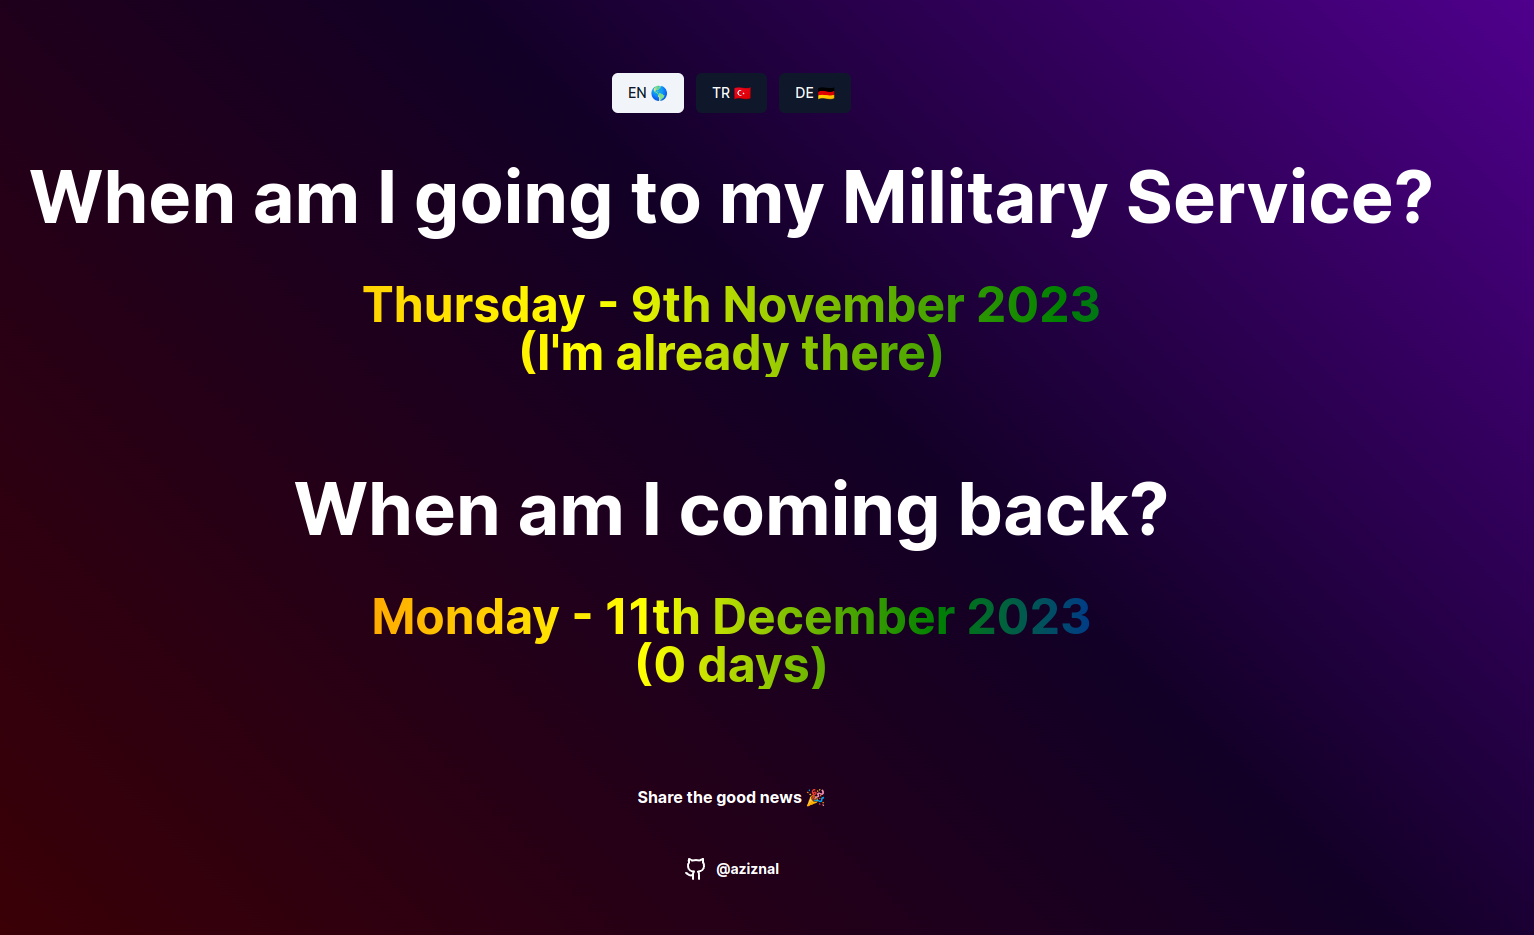 EN 🌎 TR 🇹🇷 DE 🇩🇪
When am I going to my Military Service?
Thursday - 9th November 2023
(I'm already there)
When am I coming back?
Monday - 11th December 2023
(0 days)
Share the good news 🎉
@aziznal